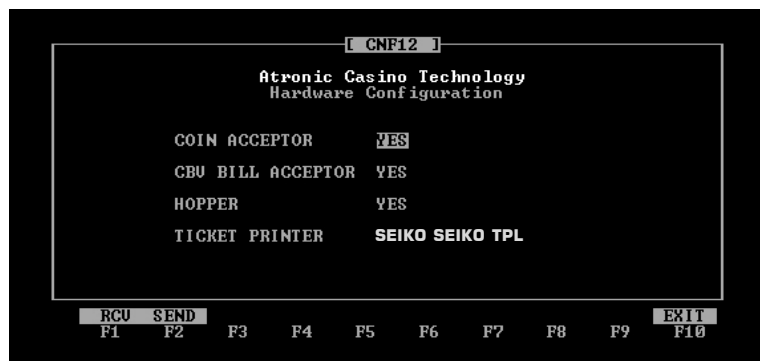 [ CNF12 ]
Atronic Casino Technology
Hardware Configuration
COIN ACCEPTOR YES
CBV BILL ACCEPTOR YES
HOPPER YES
TICKET PRINTER SEIKO SEIKO TPL
RCV SEND EXIT
F1 F2 F3 F4 F5 F6 F7 F8 F9 F10